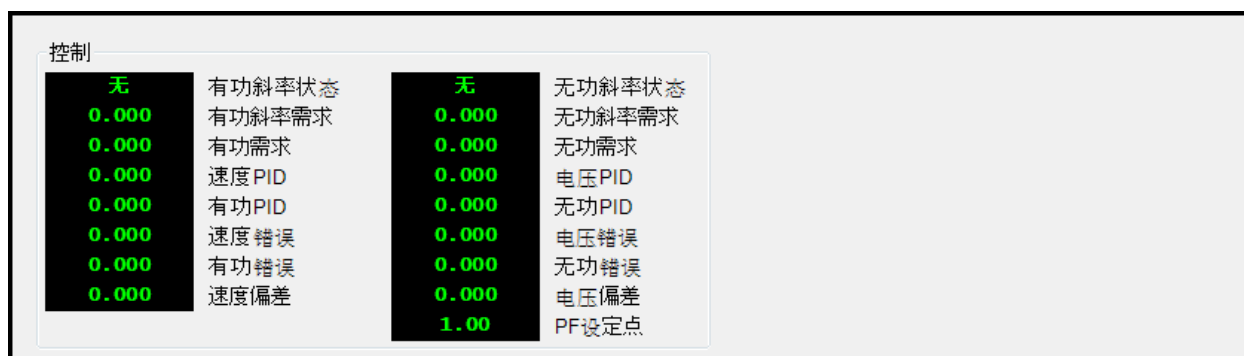 控制
无 有功斜率状态 无 无功斜率状态
0.000 有功斜率需求 0.000 无功斜率需求
0.000 有功需求 0.000 无功需求
0.000 速度PID 0.000 电压PID
0.000 有功PID 0.000 无功PID
0.000 速度错误 0.000 电压错误
0.000 有功错误 0.000 无功错误
0.000 速度偏差 0.000 电压偏差
1.00 PF设定点